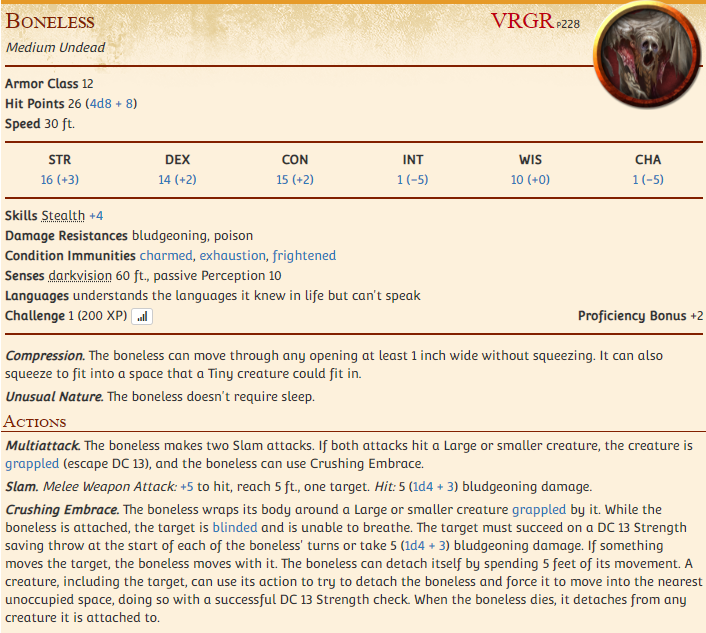 Boneless VRGR p228
Medium Undead
Armor Class 12
Hit Points 26 (4d8 + 8)
Speed 30 ft.
STR DEX CON INT WIS CHA
16 (+3) 14 (+2) 15 (+2) 1 (−5) 10 (+0) 1 (−5)
Skills Stealth +4
Damage Resistances bludgeoning, poison
Condition Immunities charmed, exhaustion, frightened
Senses darkvision 60 ft., passive Perception 10
Languages understands the languages it knew in life but can't speak
Challenge 1 (200 XP) Proficiency Bonus +2
Compression. The boneless can move through any opening at least 1 inch wide without squeezing. It can also
squeeze to fit into a space that a Tiny creature could fit in.
Unusual Nature. The boneless doesn't require sleep.
Actions
Multiattack. The boneless makes two Slam attacks. If both attacks hit a Large or smaller creature, the creature is
grappled (escape DC 13), and the boneless can use Crushing Embrace.
Slam. Melee Weapon Attack: +5 to hit, reach 5 ft., one target. Hit: 5 (1d4 + 3) bludgeoning damage.
Crushing Embrace. The boneless wraps its body around a Large or smaller creature grappled by it. While the
boneless is attached, the target is blinded and is unable to breathe. The target must succeed on a DC 13 Strength
saving throw at the start of each of the boneless' turns or take 5 (1d4 + 3) bludgeoning damage. If something
moves the target, the boneless moves with it. The boneless can detach itself by spending 5 feet of its movement. A
creature, including the target, can use its action to try to detach the boneless and force it to move into the nearest
unoccupied space, doing so with a successful DC 13 Strength check. When the boneless dies, it detaches from any
creature it is attached to.